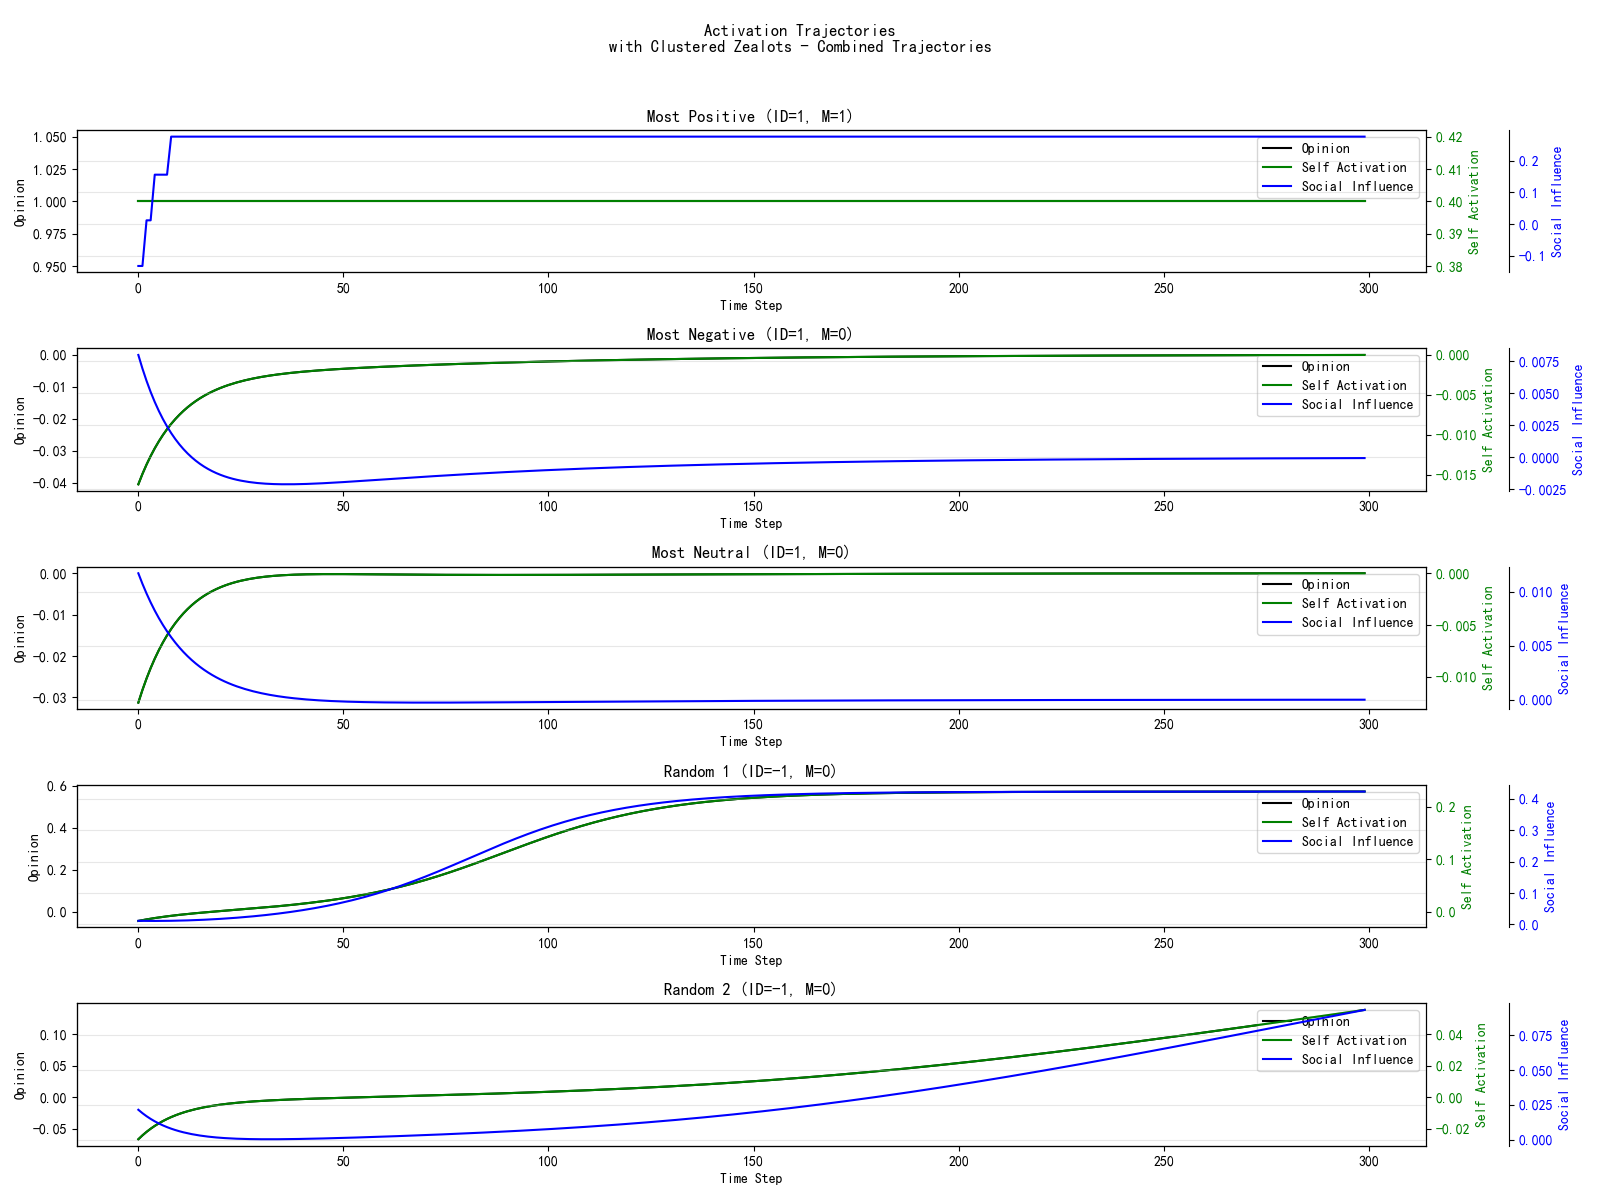 Activation Trajectories
with Clustered Zealots - Combined Trajectories
Most Positive (ID=1, M=1)
1.050
1.025
1.000
0.975
0.950
Opinion
0 50 100 150 200 250 300
Time Step
Opinion
Self Activation
Social Influence
0.42
0.41
0.40
0.39
0.38
Self Activation
0.2
0.1
0.0
-0.1
Social Influence
Most Negative (ID=1, M=0)
0.00
-0.01
-0.02
-0.03
-0.04
Opinion
0 50 100 150 200 250 300
Time Step
Opinion
Self Activation
Social Influence
0.000
-0.005
-0.010
-0.015
Self Activation
0.0075
0.0050
0.0025
0.0000
-0.0025
Social Influence
Most Neutral (ID=1, M=0)
0.00
-0.01
-0.02
-0.03
Opinion
0 50 100 150 200 250 300
Time Step
Opinion
Self Activation
Social Influence
0.000
-0.005
-0.010
Self Activation
0.010
0.005
0.000
Social Influence
Random 1 (ID=-1, M=0)
0.6
0.4
0.2
0.0
Opinion
0 50 100 150 200 250 300
Time Step
Opinion
Self Activation
Social Influence
0.2
0.1
0.0
Self Activation
0.4
0.3
0.2
0.1
0.0
Social Influence
Random 2 (ID=-1, M=0)
0.10
0.05
0.00
-0.05
Opinion
0 50 100 150 200 250 300
Time Step
Opinion
Self Activation
Social Influence
0.04
0.02
0.00
-0.02
Self Activation
0.075
0.050
0.025
0.000
Social Influence